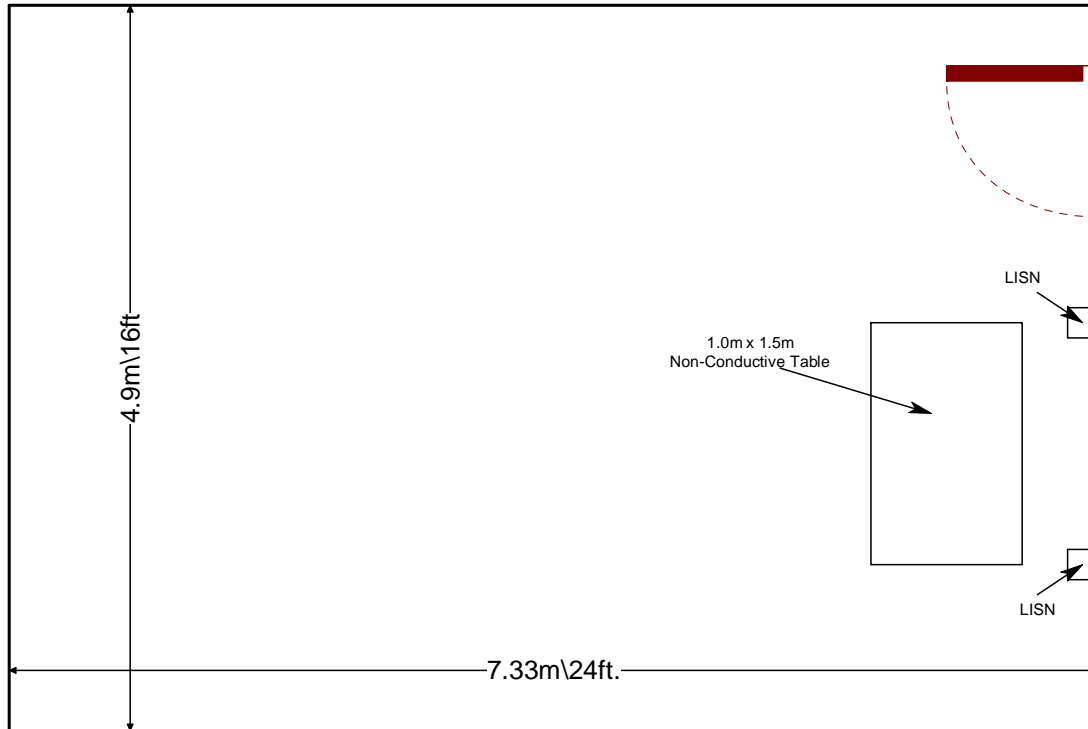 LISN
1.0m x 1.5m
Non-Conductive Table
4.9m\16ft
LISN
7.33m\24ft.